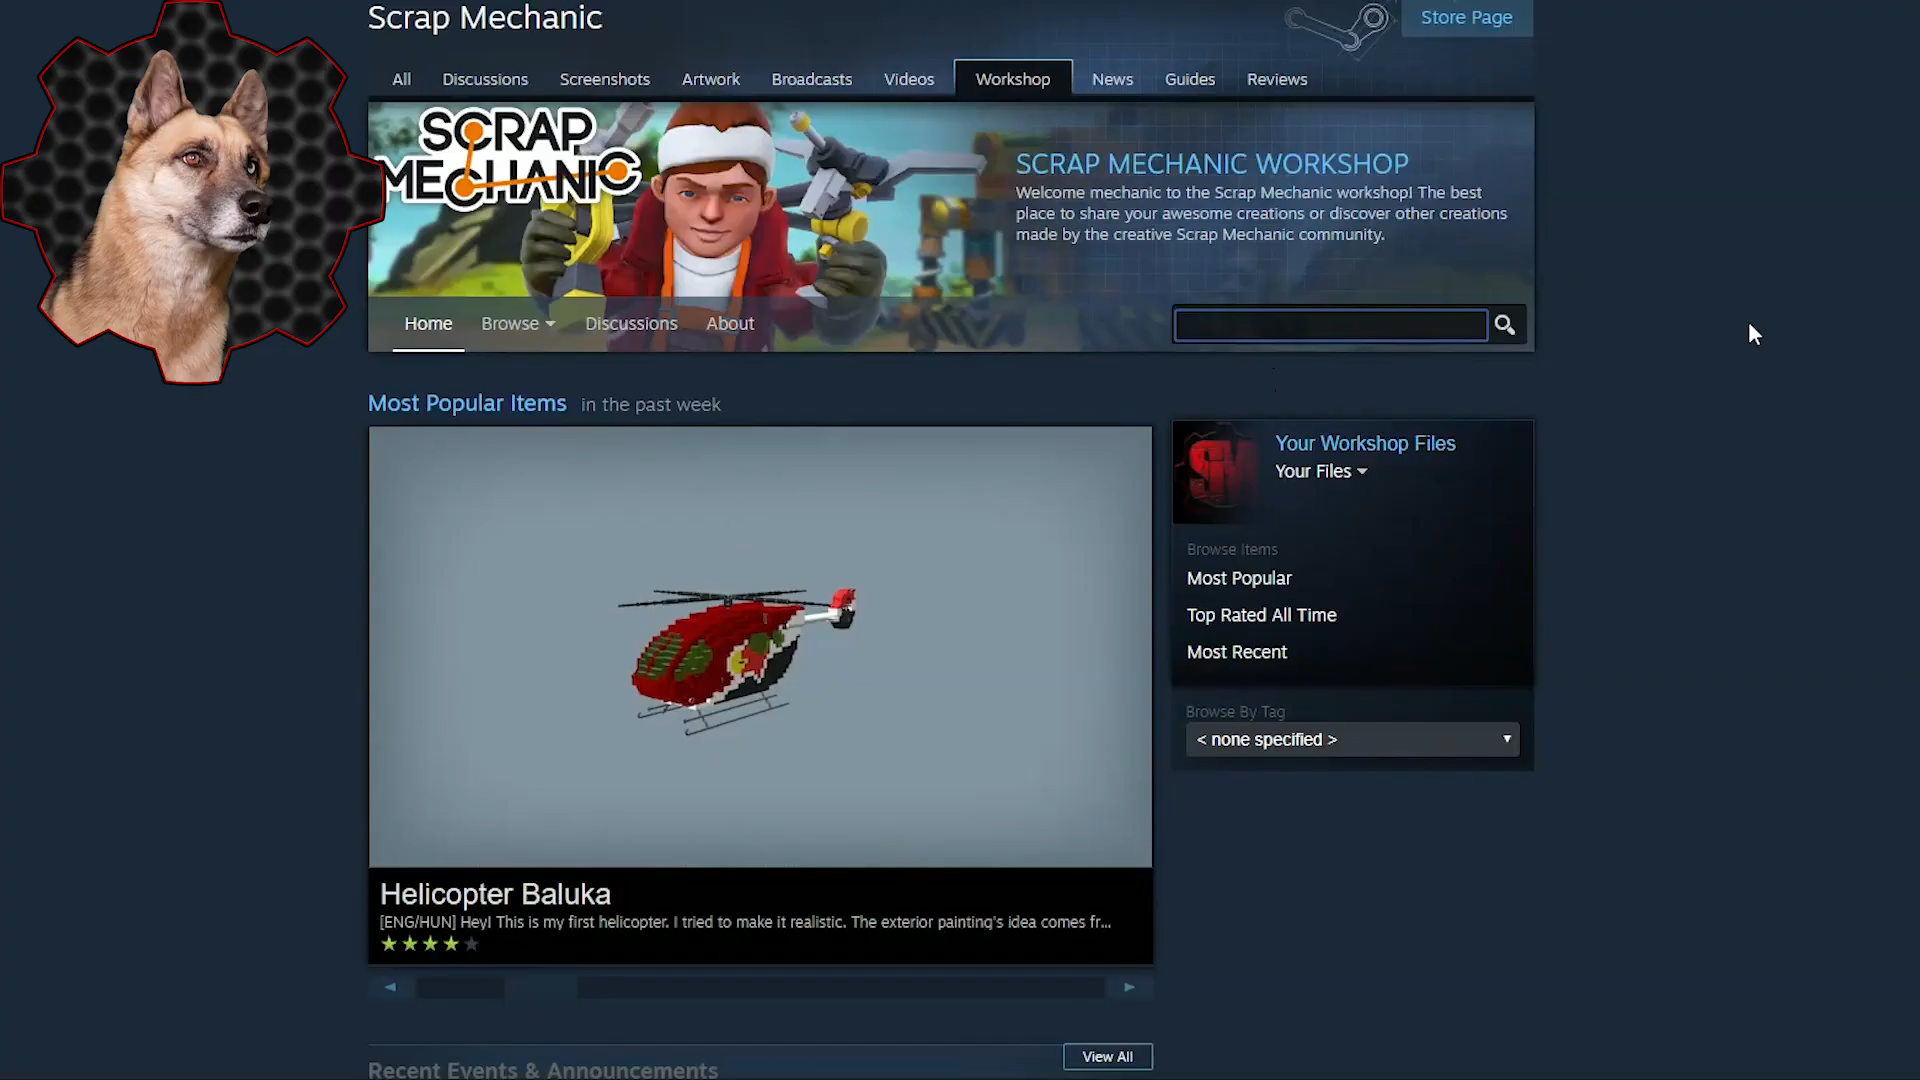 Scrap Mechanic
Store Page
All
Discussions
Screenshots
Artwork
Broadcasts
Videos
Workshop
News
Guides
Reviews
SCRAP
MECHANIC
SCRAP MECHANIC WORKSHOP
Welcome mechanic to the Scrap Mechanic workshop! The best
place to share your awesome creations or discover other creations
made by the creative Scrap Mechanic community.
Home
Browse
Discussions
About
Most Popular Items in the past week
SM
Your Workshop Files
Your Files
Browse Items
Most Popular
Top Rated All Time
Most Recent
Browse By Tag
< none specified >
Helicopter Baluka
[ENG/HUN] Hey! This is my first helicopter. I tried to make it realistic. The exterior painting's idea comes fr...
View All
Recent Events & Announcements